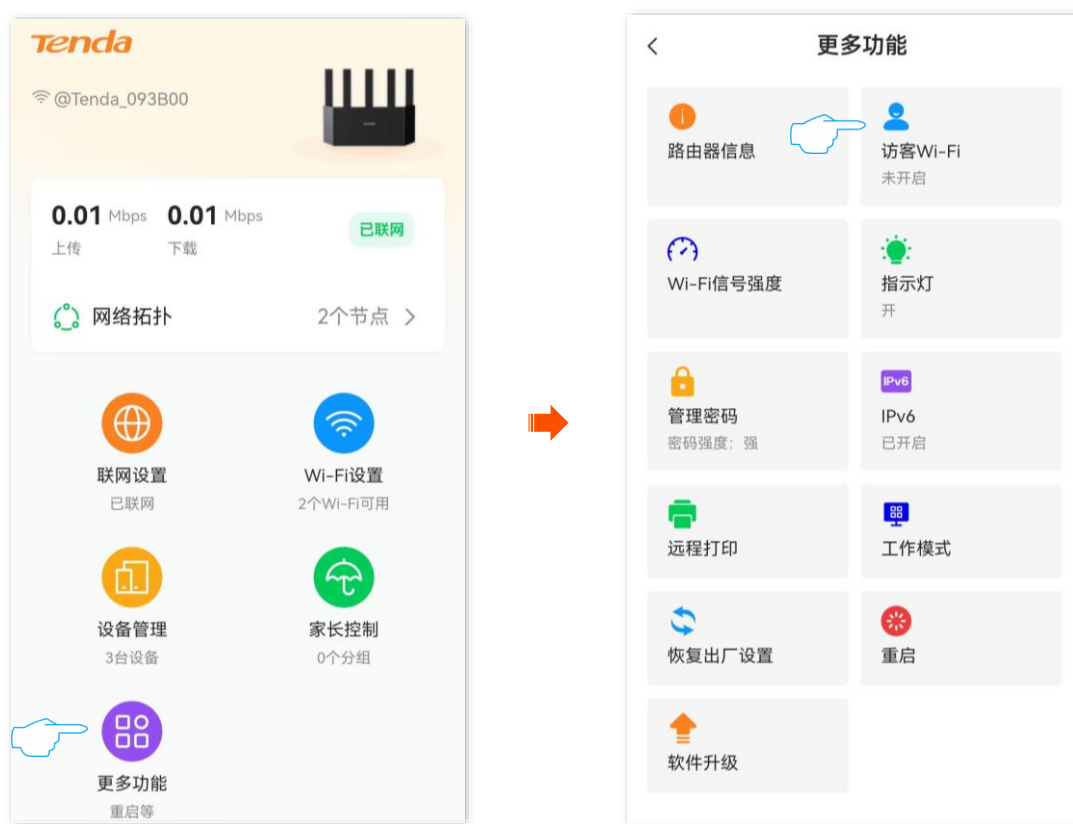 Tenda
@Tenda_093B00
0.01 Mbps 0.01 Mbps
已联网
上传 下载
网络拓扑 2个节点
联网设置 Wi-Fi设置
已联网 2个Wi-Fi可用
设备管理 家长控制
3台设备 0个分组
更多功能
重启等
更多功能
路由器信息 访客Wi-Fi
未开启
Wi-Fi信号强度 指示灯
开
IPv6
管理密码 IPv6
密码强度：强 已开启
远程打印 工作模式
恢复出厂设置 重启
软件升级